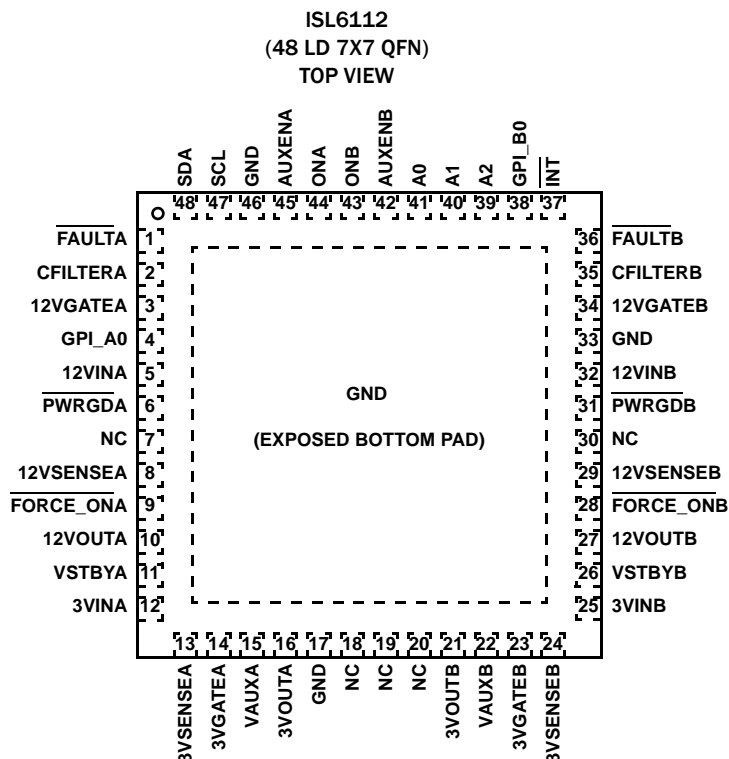 ISL6112
(48 LD 7X7 QFN)
TOP VIEW
SDA
SCL
GND
AUXENA
ONA
ONB
AUXENB
A0
A1
A2
GPI_B0
INT
48 47 46 45 44 43 42 41 40 39 38 37
FAULTA 1
CFILTERA 2
12VGATEA 3
GPI_A0 4
12VINA 5
PWRGDA 6
NC 7
12VSENSEA 8
FORCE_ONA 9
12VOUTA 10
VSTBYA 11
3VINA 12
GND
(EXPOSED BOTTOM PAD)
36 FAULTB
35 CFILTERB
34 12VGATEB
33 GND
32 12VINB
31 PWRGDB
30 NC
29 12VSENSEB
28 FORCE_ONB
27 12VOUTB
26 VSTBYB
25 3VINB
13 14 15 16 17 18 19 20 21 22 23 24
3VSENSEA
3VGATEA
VAUXA
3VOUTA
GND
NC
NC
NC
3VOUTB
VAUXB
3VGATEB
3VSENSEB